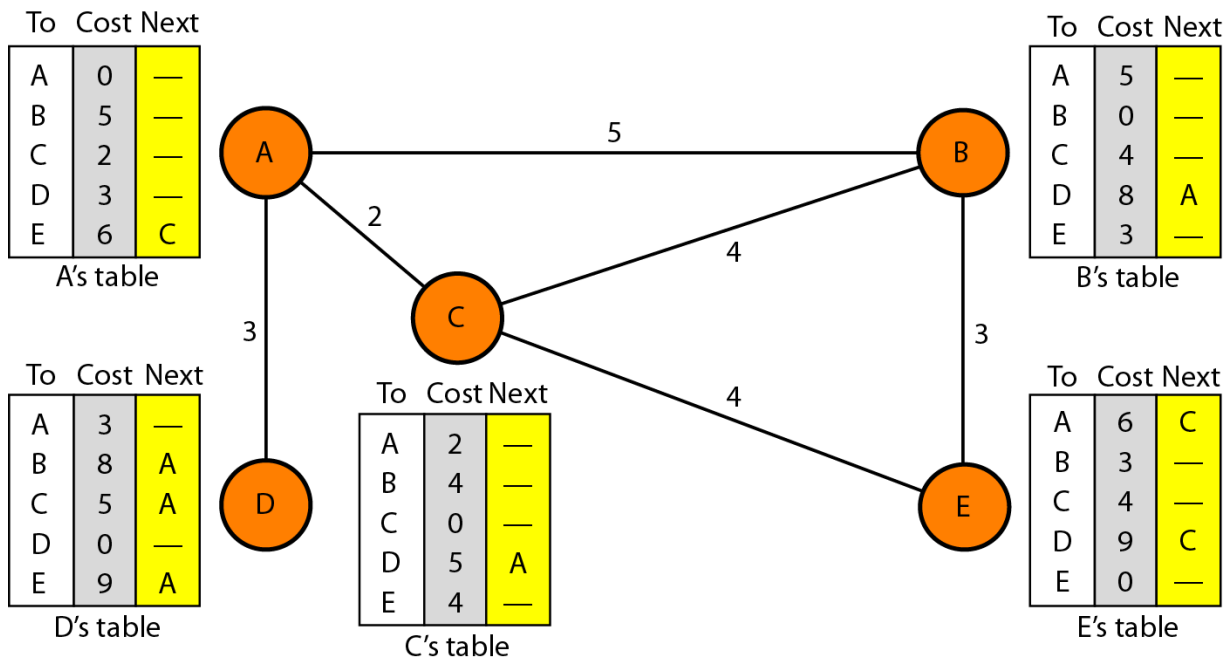 To Cost Next
A 0 —
B 5 —
C 2 —
D 3 —
E 6 C
A's table
To Cost Next
A 5 —
B 0 —
C 4 —
D 8 A
E 3 —
B's table
A
5
B
2
4
C
3
3
4
D
E
To Cost Next
A 3 —
B 8 A
C 5 A
D 0 —
E 9 A
D's table
To Cost Next
A 2 —
B 4 —
C 0 —
D 5 A
E 4 —
C's table
To Cost Next
A 6 C
B 3 —
C 4 —
D 9 C
E 0 —
E's table